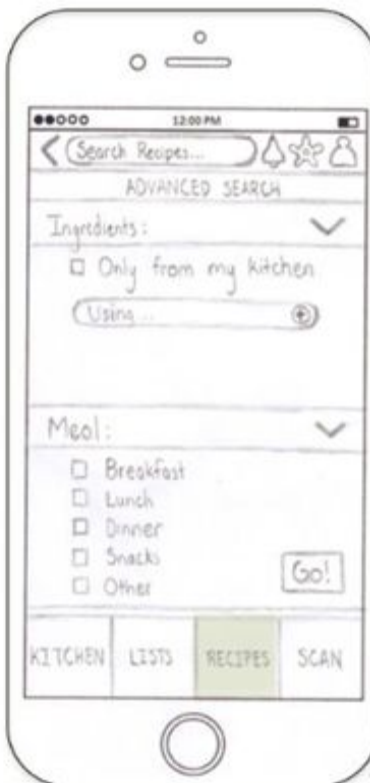 12:00 PM
Search Recipes...
ADVANCED SEARCH
Ingredients:
Only from my kitchen
Using...
Meal:
Breakfast
Lunch
Dinner
Snacks
Other
Go!
KITCHEN LISTS RECIPES SCAN